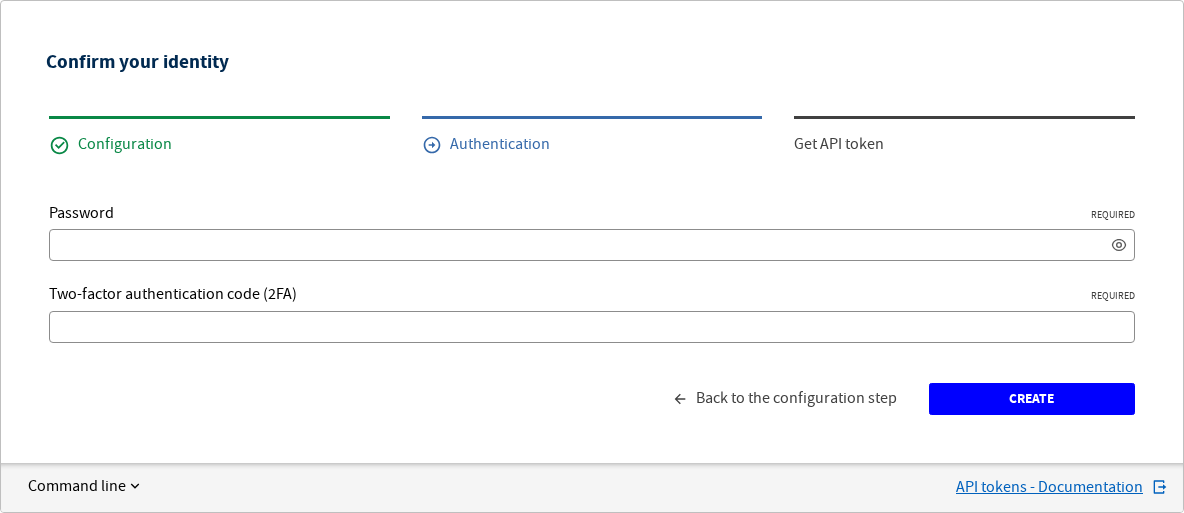 Confirm your identity
Configuration
Authentication
Get API token
Password
REQUIRED
Two-factor authentication code (2FA)
REQUIRED
Back to the configuration step
CREATE
Command line
API tokens - Documentation